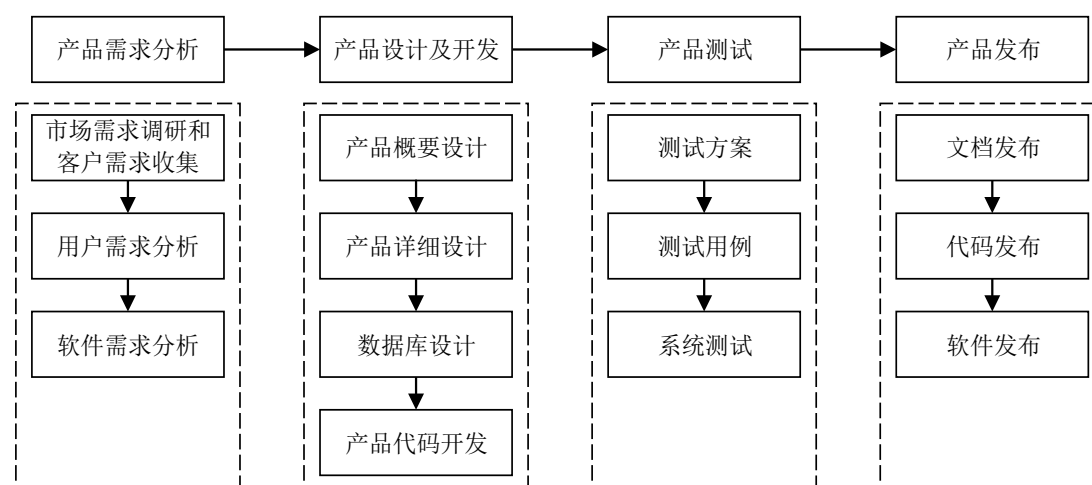 产品需求分析
产品设计及开发
产品测试
产品发布
市场需求调研和
客户需求收集
用户需求分析
软件需求分析
产品概要设计
产品详细设计
数据库设计
产品代码开发
测试方案
测试用例
系统测试
文档发布
代码发布
软件发布